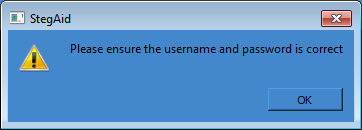 StegAid
Please ensure the username and password is correct
OK